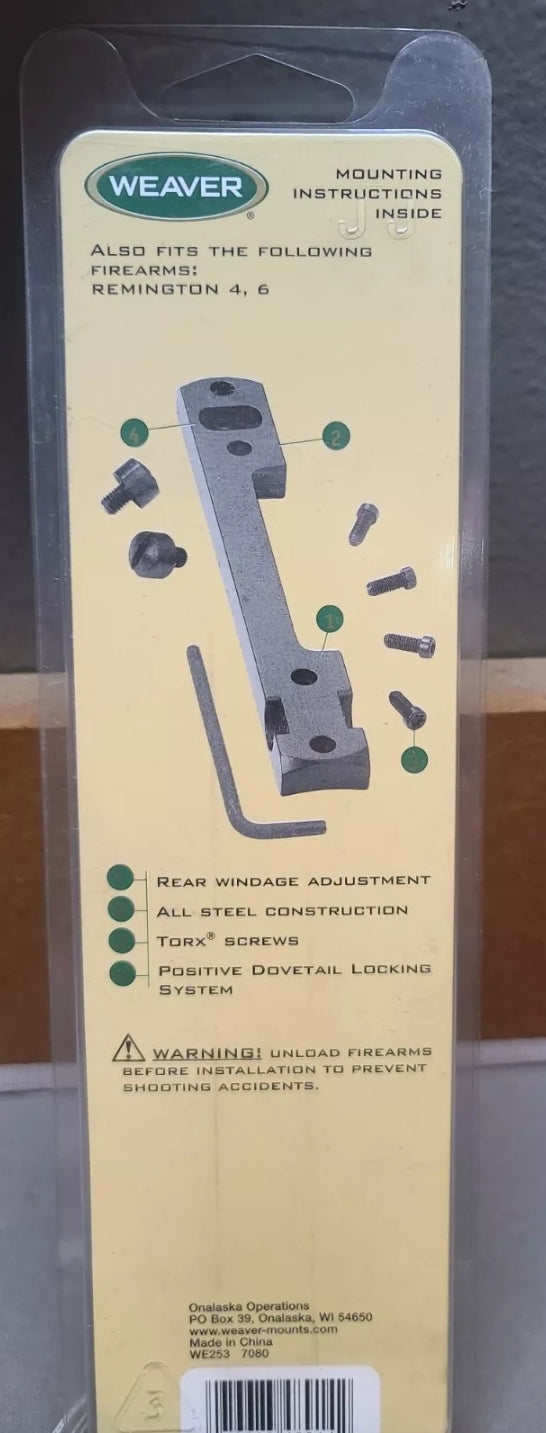 WEAVER®
MOUNTING
INSTRUCTIONS
INSIDE
ALSO FITS THE FOLLOWING
FIREARMS:
REMINGTON 4, 6
4
2
1
3
REAR WINDAGE ADJUSTMENT
ALL STEEL CONSTRUCTION
TORX® SCREWS
POSITIVE DOVETAIL LOCKING
SYSTEM
WARNING! UNLOAD FIREARMS
BEFORE INSTALLATION TO PREVENT
SHOOTING ACCIDENTS.
Onalaska Operations
PO Box 39, Onalaska, WI 54650
www.weaver-mounts.com
Made in China
WE253 7080
3